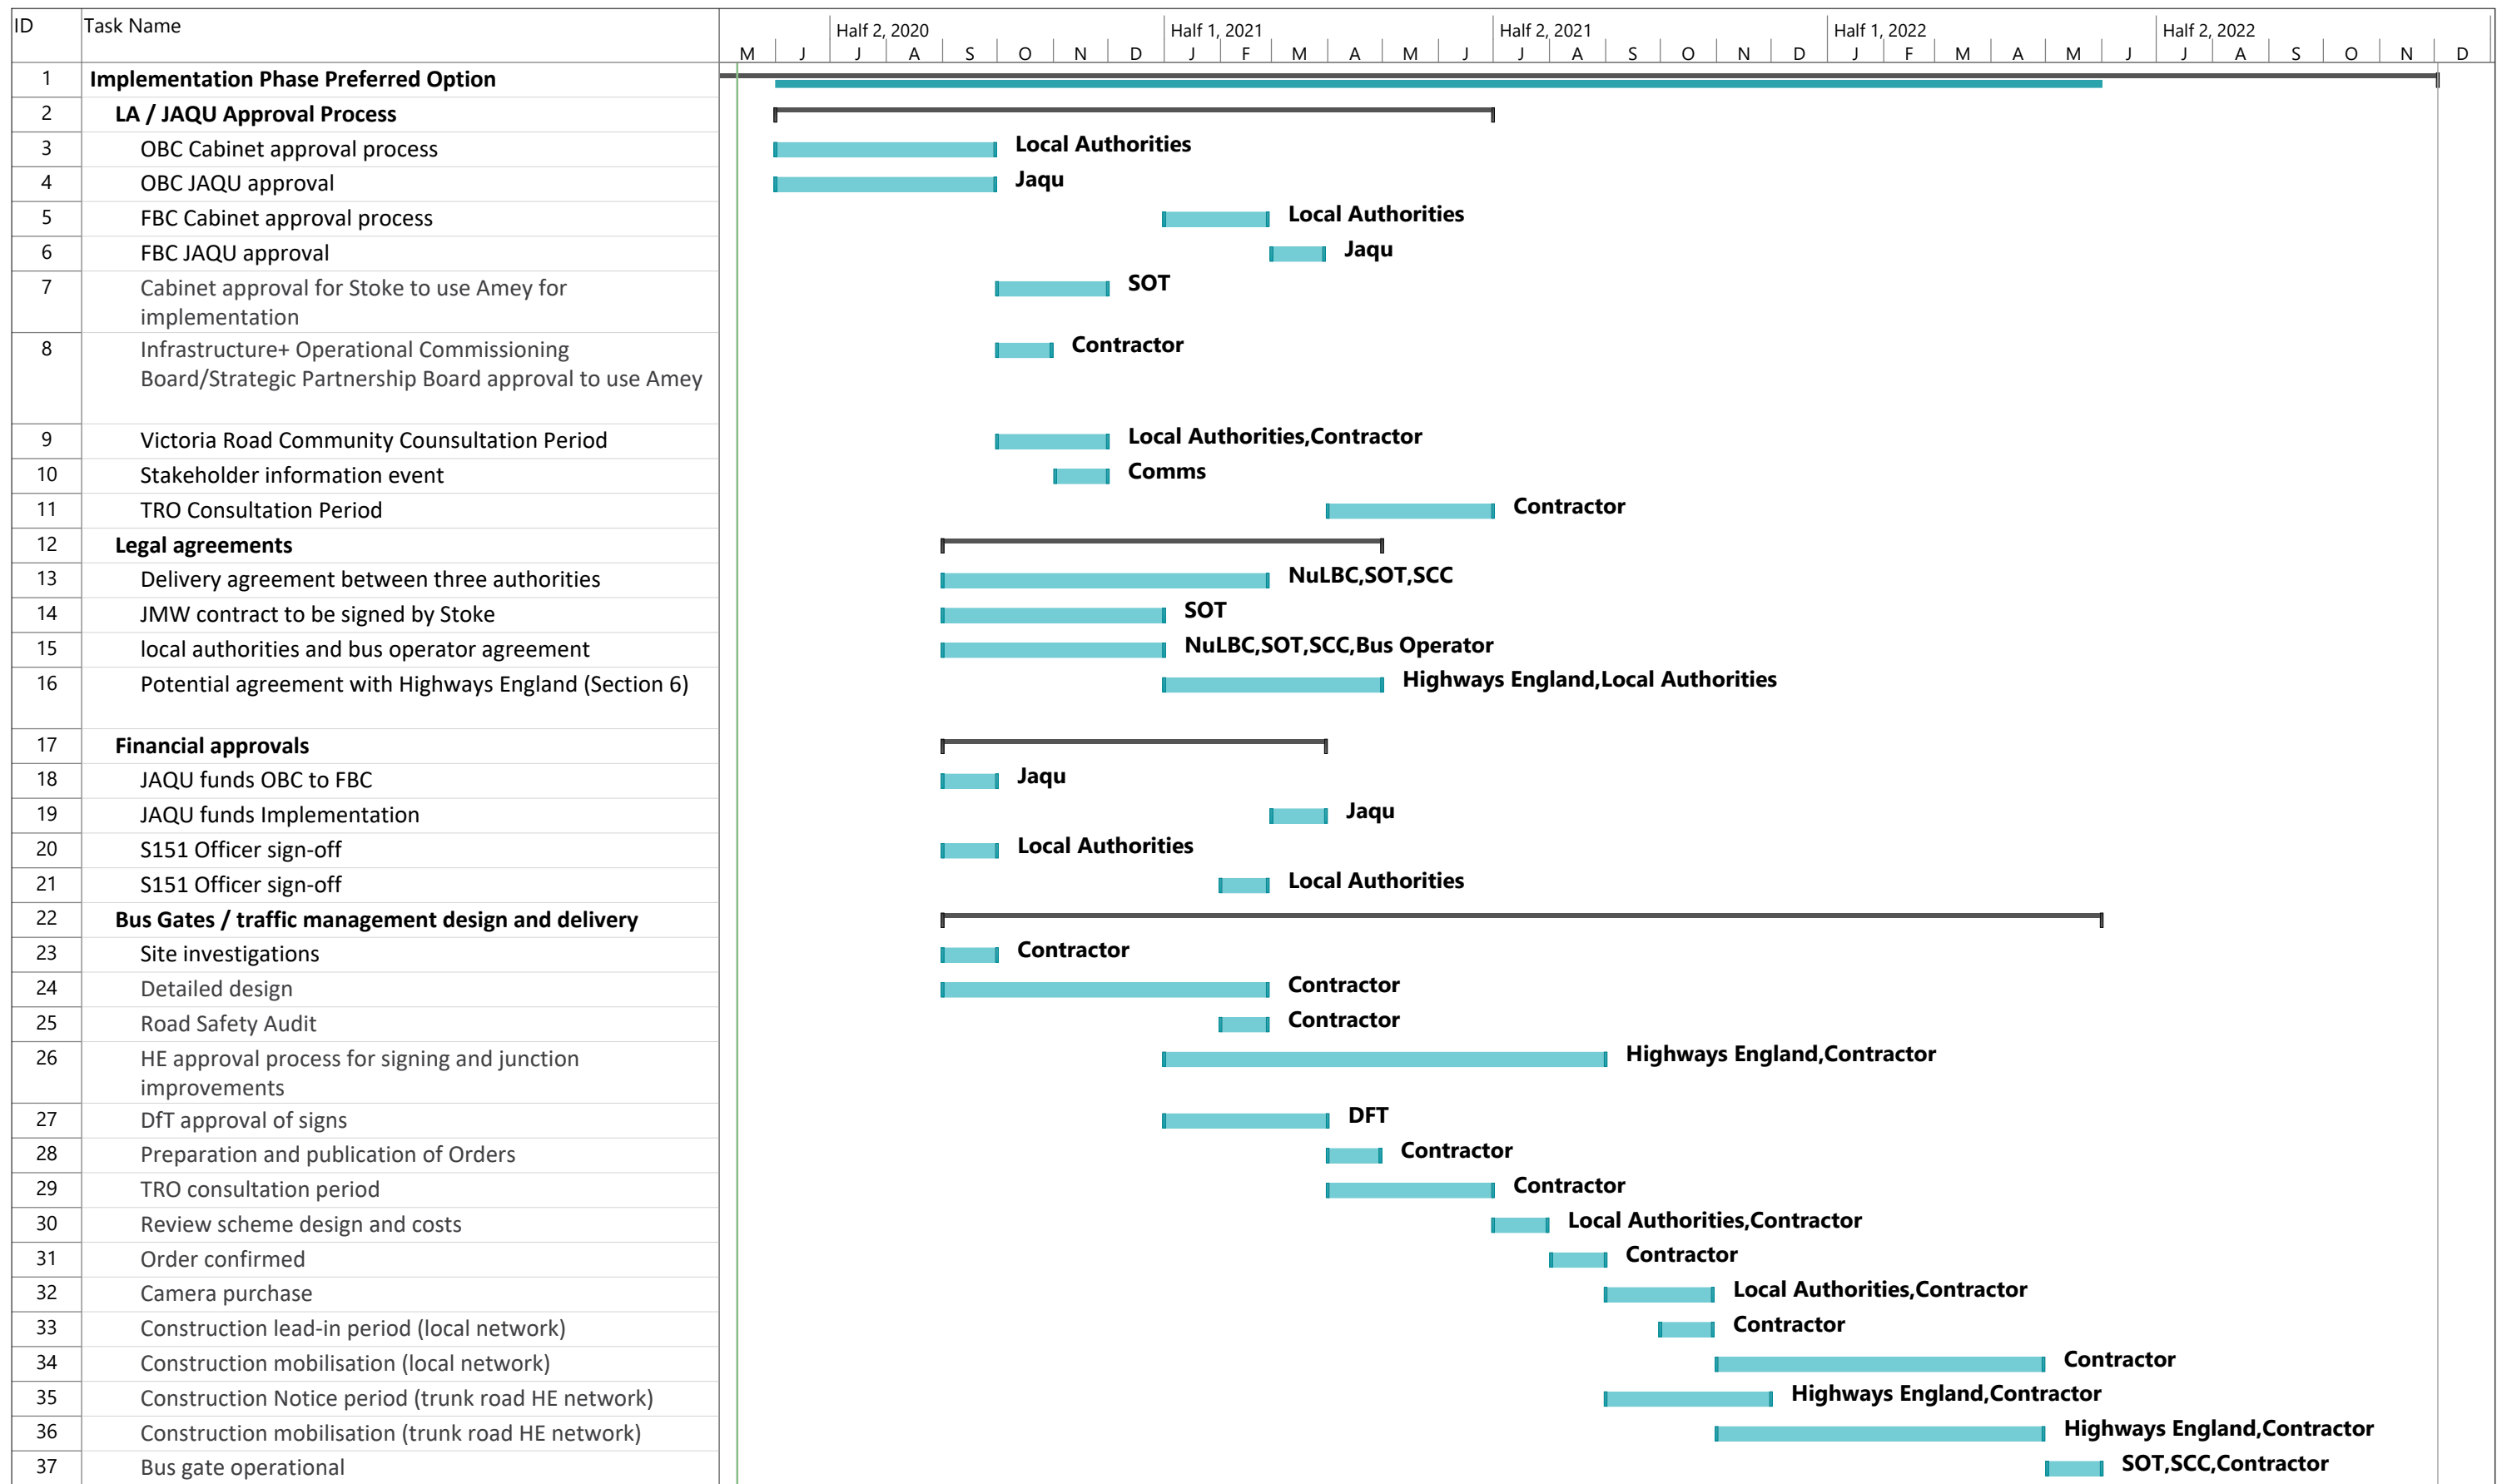 ID Task Name Half 2, 2020 Half 1, 2021 Half 2, 2021 Half 1, 2022 Half 2, 2022
M J J A S O N D J F M A M J J A S O N D J F M A M J J A S O N D
1 Implementation Phase Preferred Option
2 LA / JAQU Approval Process
3 OBC Cabinet approval process Local Authorities
4 OBC JAQU approval Jaqu
5 FBC Cabinet approval process Local Authorities
6 FBC JAQU approval Jaqu
7 Cabinet approval for Stoke to use Amey for SOT
implementation
8 Infrastructure+ Operational Commissioing Contractor
Board/Strategic Partnership Board approval to use Amey
9 Victoria Road Community Counsultation Period Local Authorities,Contractor
10 Stakeholder information event Comms
11 TRO Consultation Period Contractor
12 Legal agreements
13 Delivery agreement between three authorities NuLBC,SOT,SCC
14 JMW contract to be signed by Stoke SOT
15 local authorities and bus operator agreement NuLBC,SOT,SCC,Bus Operator
16 Potential agreement with Highways England (Section 6) Highways England,Local Authorities
17 Financial approvals
18 JAQU funds OBC to FBC Jaqu
19 JAQU funds Implementation Jaqu
20 S151 Officer sign-off Local Authorities
21 S151 Officer sign-off Local Authorities
22 Bus Gates / traffic management design and delivery
23 Site investigations Contractor
24 Detailed design Contractor
25 Road Safety Audit Contractor
26 HE approval process for signing and junction Highways England,Contractor
improvements
27 DfT approval of signs DFT
28 Preparation and publication of Orders Contractor
29 TRO consultation period Contractor
30 Review scheme design and costs Local Authorities,Contractor
31 Order confirmed Contractor
32 Camera purchase Local Authorities,Contractor
33 Construction lead-in period (local network) Contractor
34 Construction mobilisation (local network) Contractor
35 Construction Notice period (trunk road HE network) Highways England,Contractor
36 Construction mobilisation (trunk road HE network) Highways England,Contractor
37 Bus gate operational SOT,SCC,Contractor